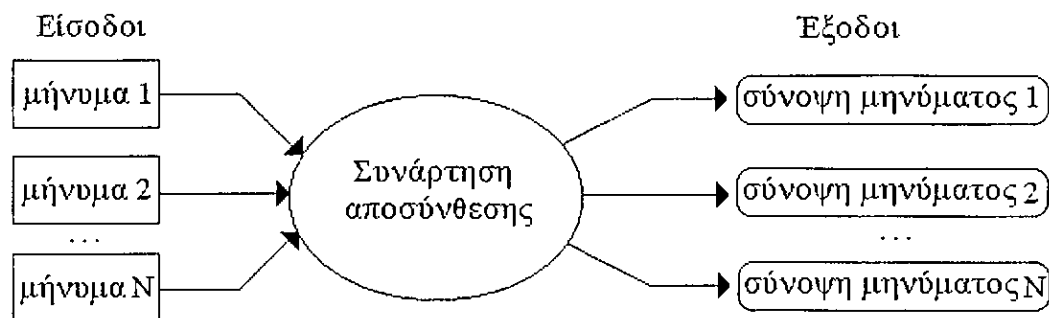 Είσοδοι
Έξοδοι
μήνυμα 1
σύνοψη μηνύματος 1
μήνυμα 2
Συνάρτηση
αποσύνθεσης
σύνοψη μηνύματος 2
...
...
μήνυμα N
σύνοψη μηνύματος N